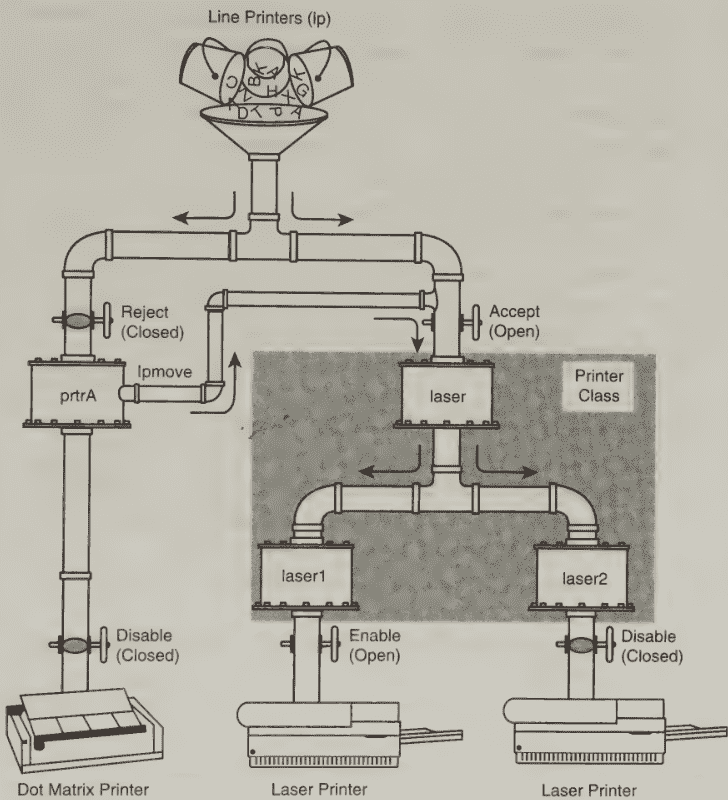 Line Printers (lp)
Reject
(Closed)
Accept
(Open)
lpmove
prtrA
laser
Printer
Class
laser1
laser2
Disable
(Closed)
Enable
(Open)
Disable
(Closed)
Dot Matrix Printer
Laser Printer
Laser Printer